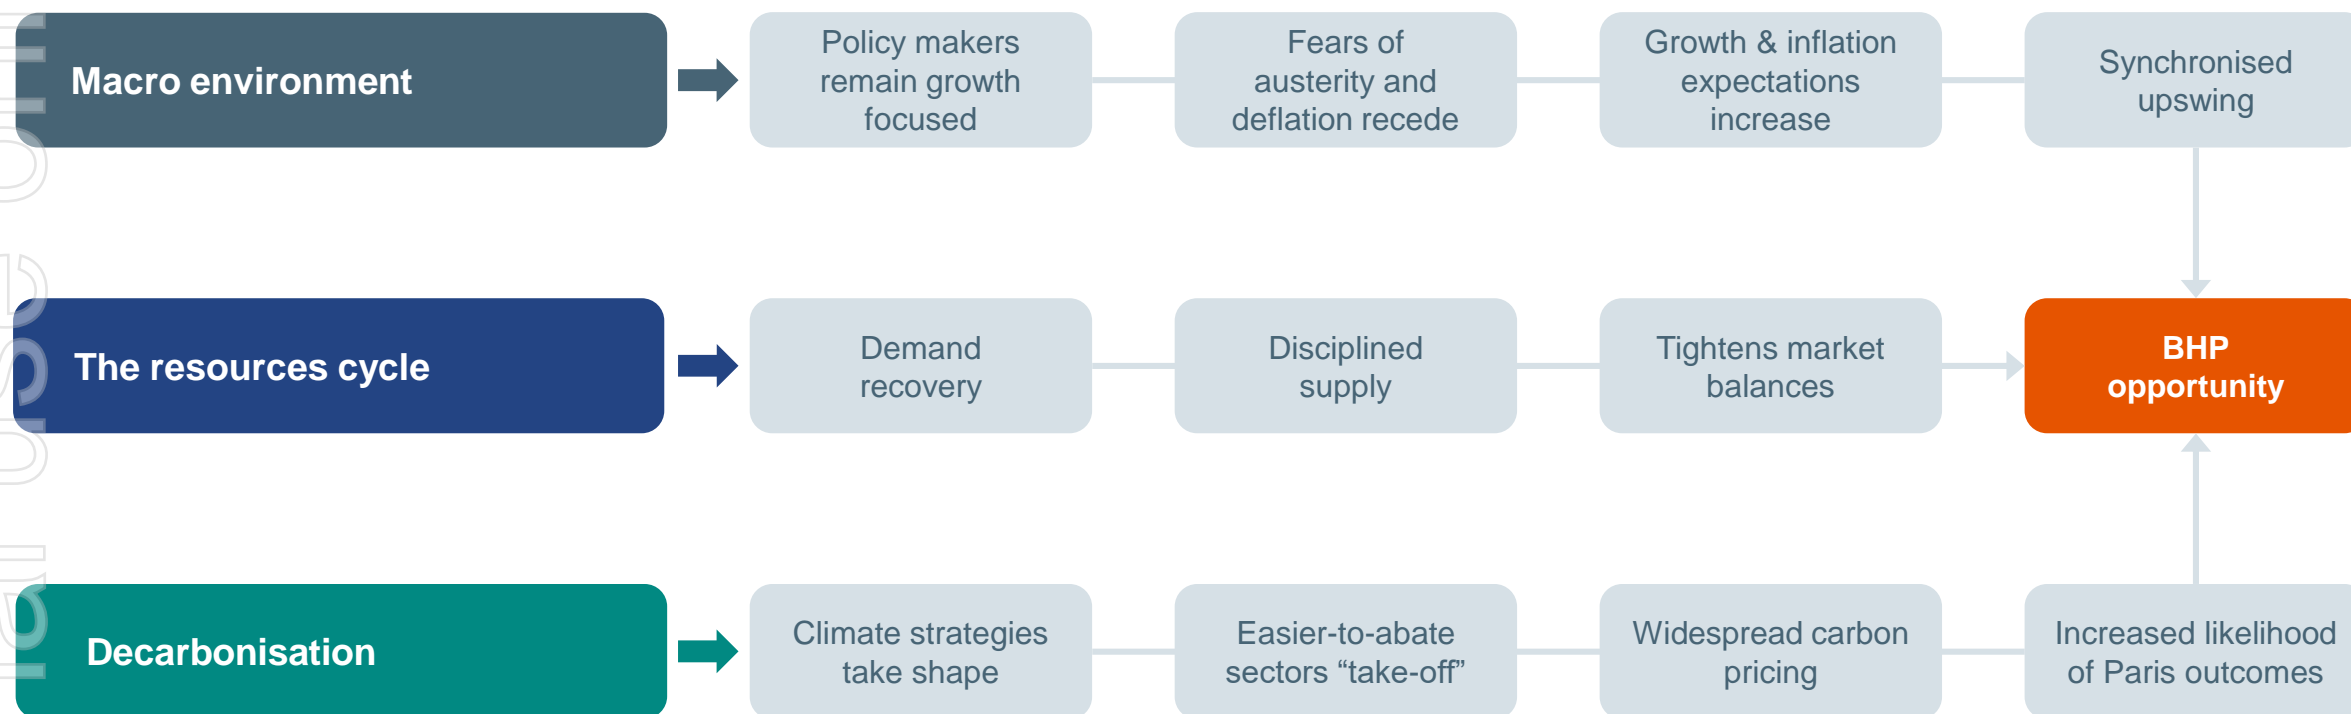 Macro environment
Policy makers
remain growth
focused
Fears of
austerity and
deflation recede
Growth & inflation
expectations
increase
Synchronised
upswing
The resources cycle
Demand
recovery
Disciplined
supply
Tightens market
balances
BHP
opportunity
Decarbonisation
Climate strategies
take shape
Easier-to-abate
sectors “take-off”
Widespread carbon
pricing
Increased likelihood
of Paris outcomes
use